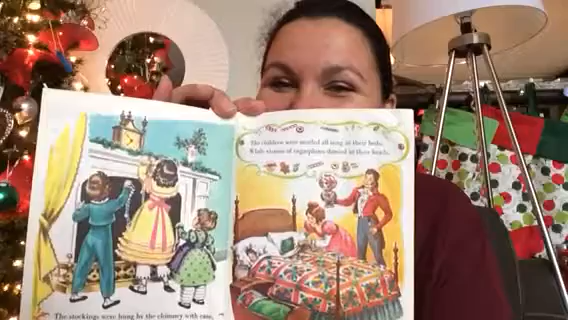 The stockings were hung by the chimney with care,
The children were nestled all snug in their beds,
While visions of sugarplums danced in their heads,